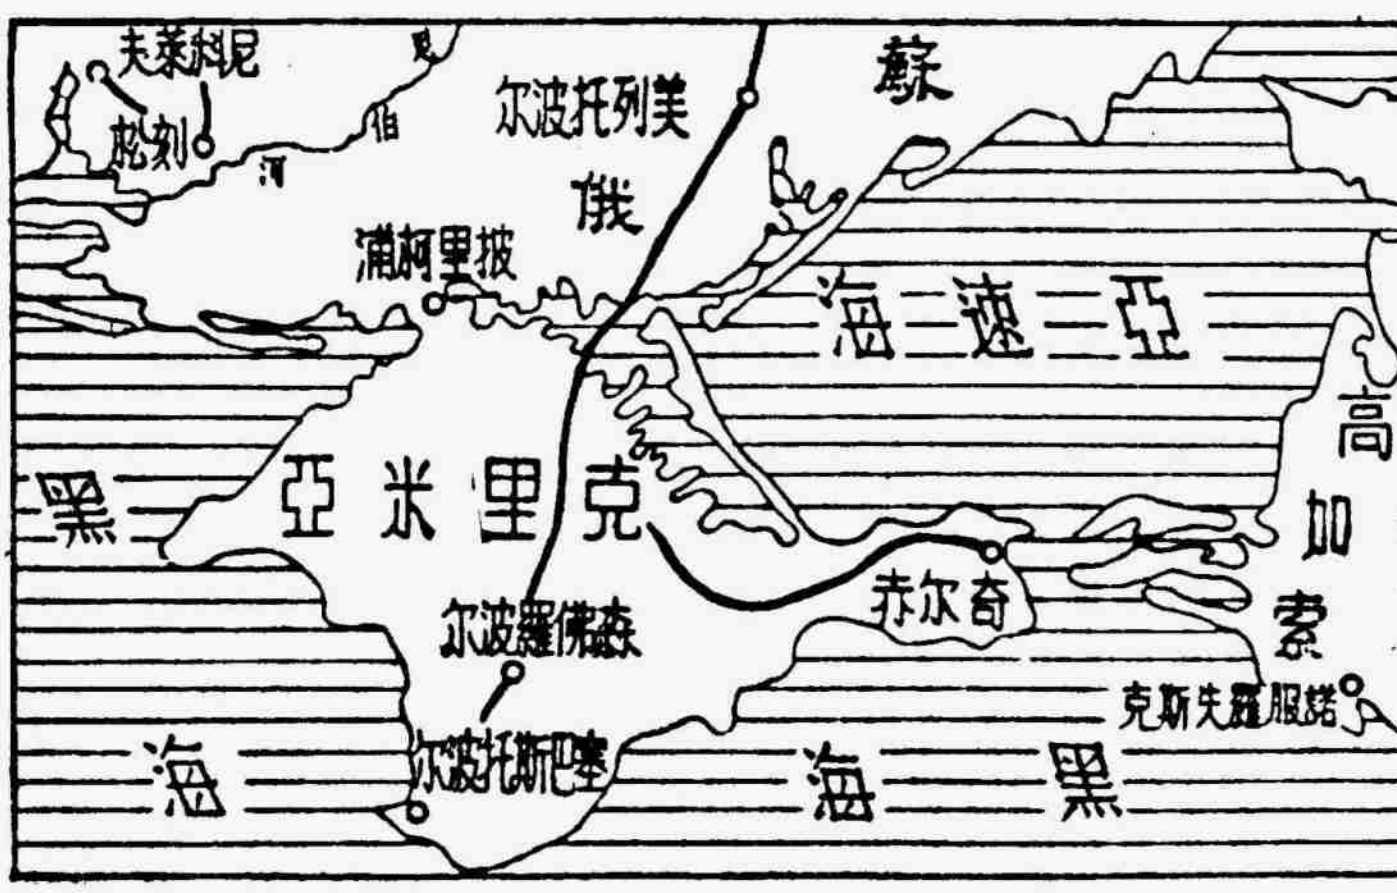 尼科萊夫
刻松
伯河
蘇俄
美列托波尔
披里柯浦
亞速海
克里米亞
高加索
奇尔赤
森佛羅波尔
塞巴斯托波尔
諾服羅失斯克
黑海
黑海